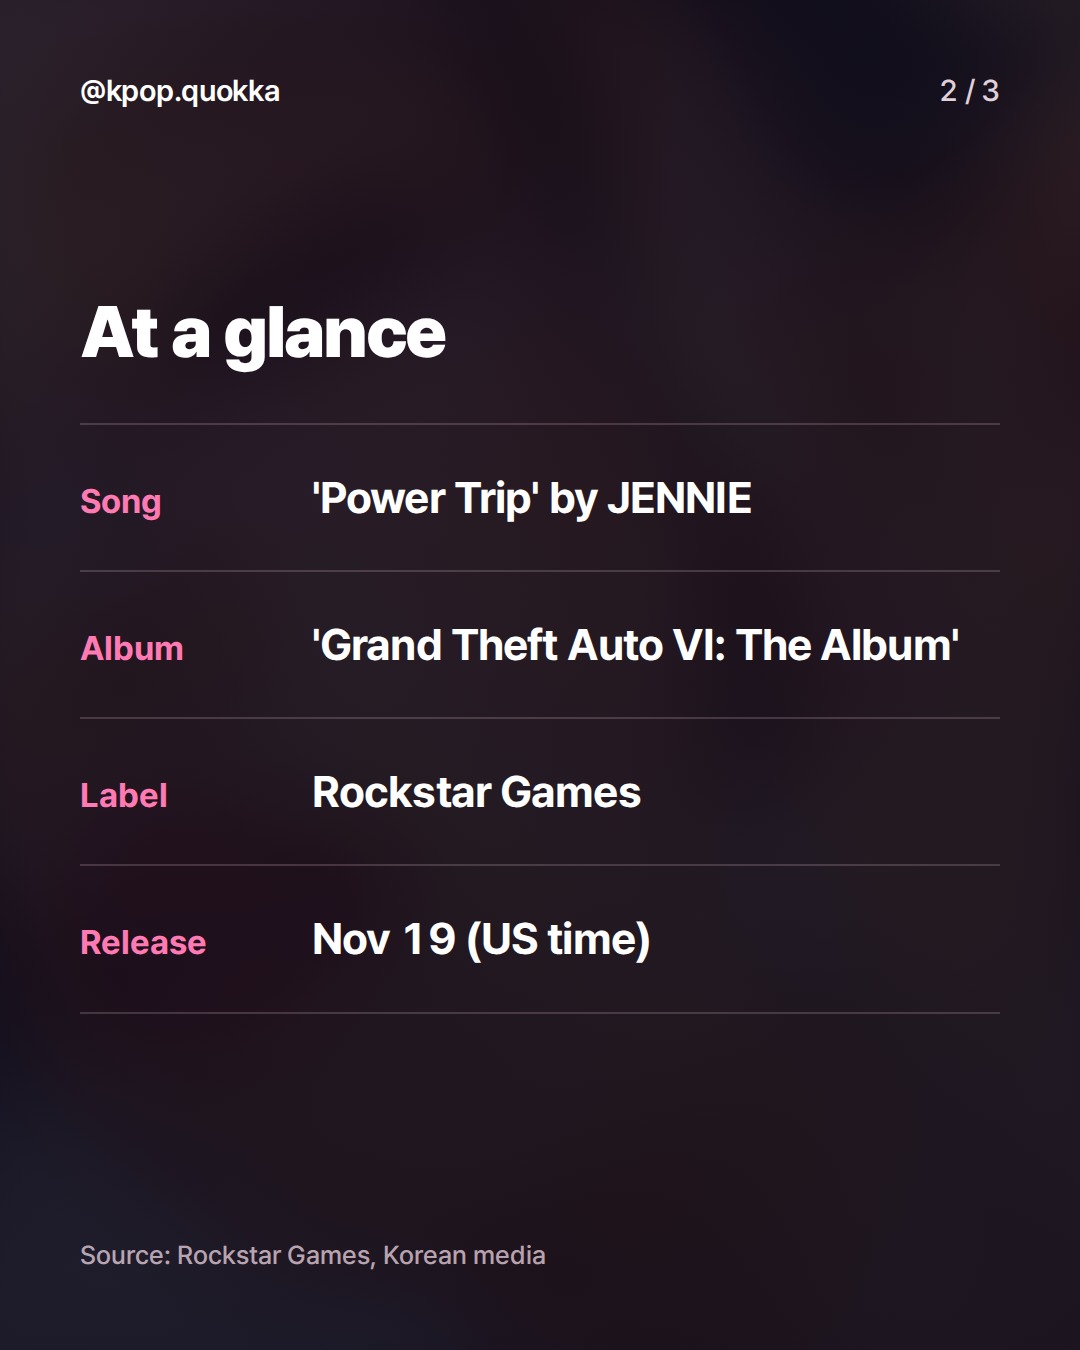 @kpop.quokka
2 / 3
At a glance
Song 'Power Trip' by JENNIE
Album 'Grand Theft Auto VI: The Album'
Label Rockstar Games
Release Nov 19 (US time)
Source: Rockstar Games, Korean media